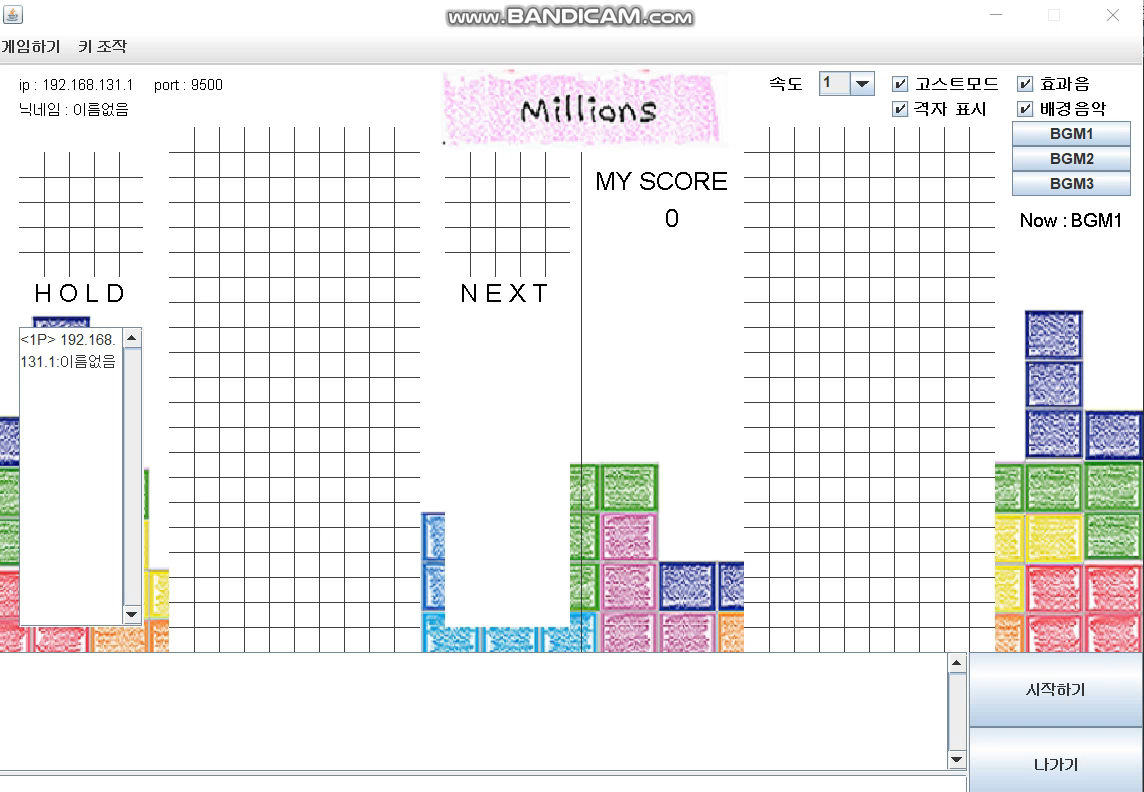 www.BANDICAM.com
게임하기 키 조작
ip : 192.168.131.1 port : 9500
닉네임 : 이름없음
Millions
속도 1 고스트모드 효과음
격자 표시 배경음악
BGM1
BGM2
BGM3
Now : BGM1
MY SCORE
0
HOLD
NEXT
<1P> 192.168.
131.1:이름없음
시작하기
나가기